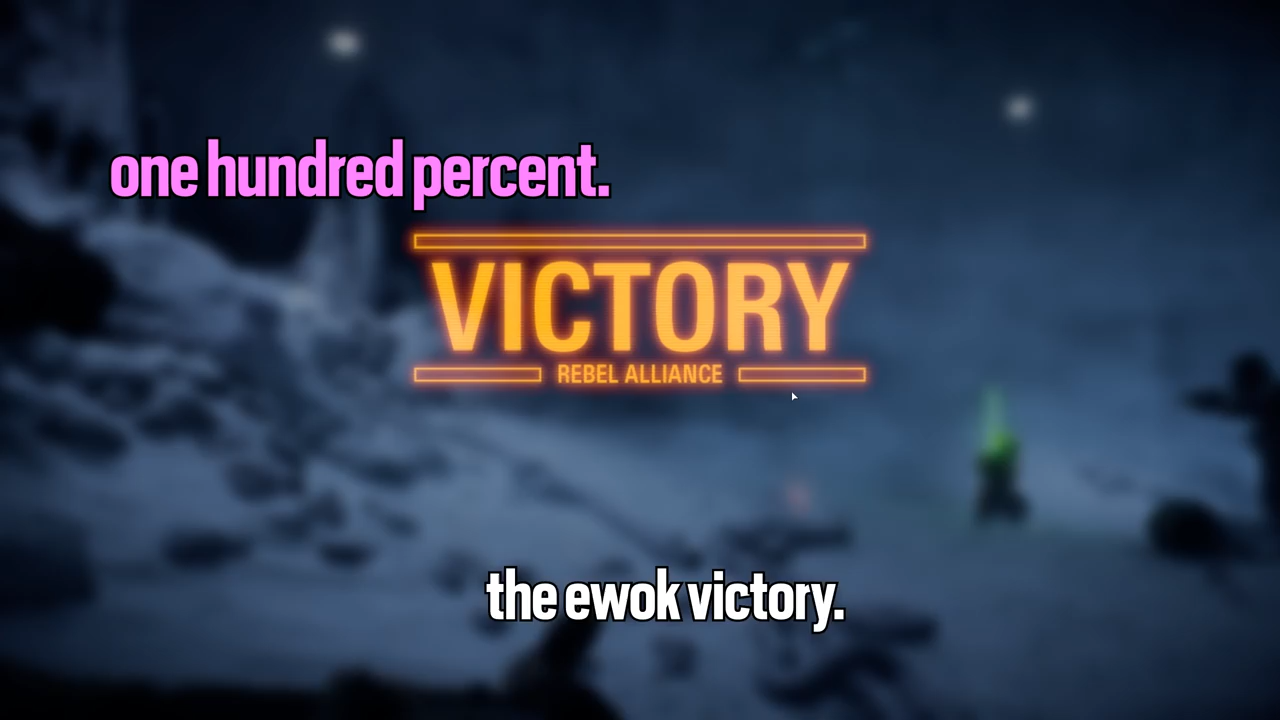 one hundred percent.
VICTORY
REBEL ALLIANCE
the ewok victory.